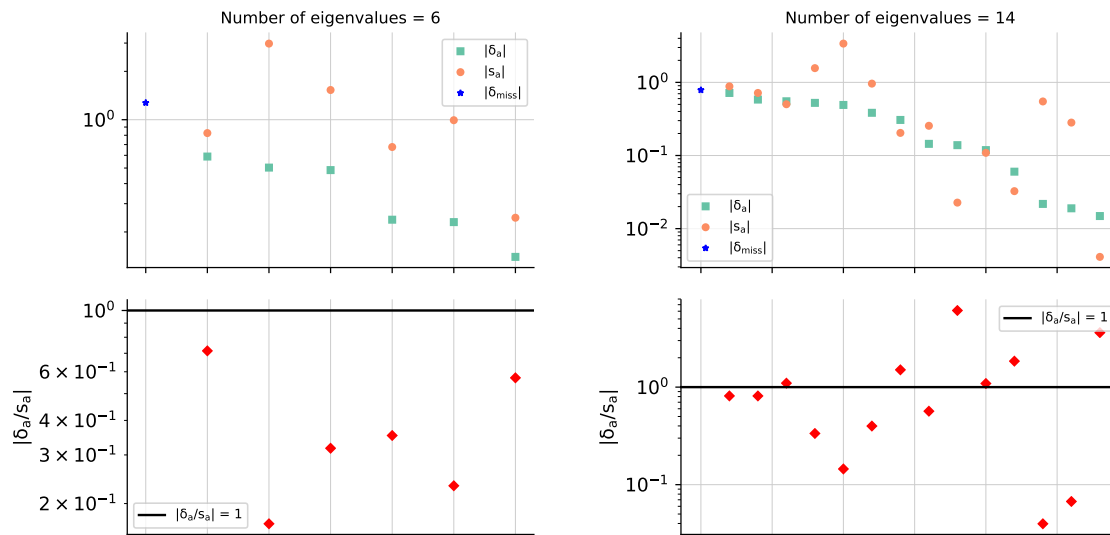 Number of eigenvalues = 6
|δₐ|
|sₐ|
|δₘᵢₛₛ|
10⁰
10⁰
6 × 10⁻¹
4 × 10⁻¹
3 × 10⁻¹
2 × 10⁻¹
|δₐ/sₐ|
|δₐ/sₐ| = 1
Number of eigenvalues = 14
10⁰
10⁻¹
10⁻²
|δₐ|
|sₐ|
|δₘᵢₛₛ|
|δₐ/sₐ| = 1
10⁰
10⁻¹
|δₐ/sₐ|